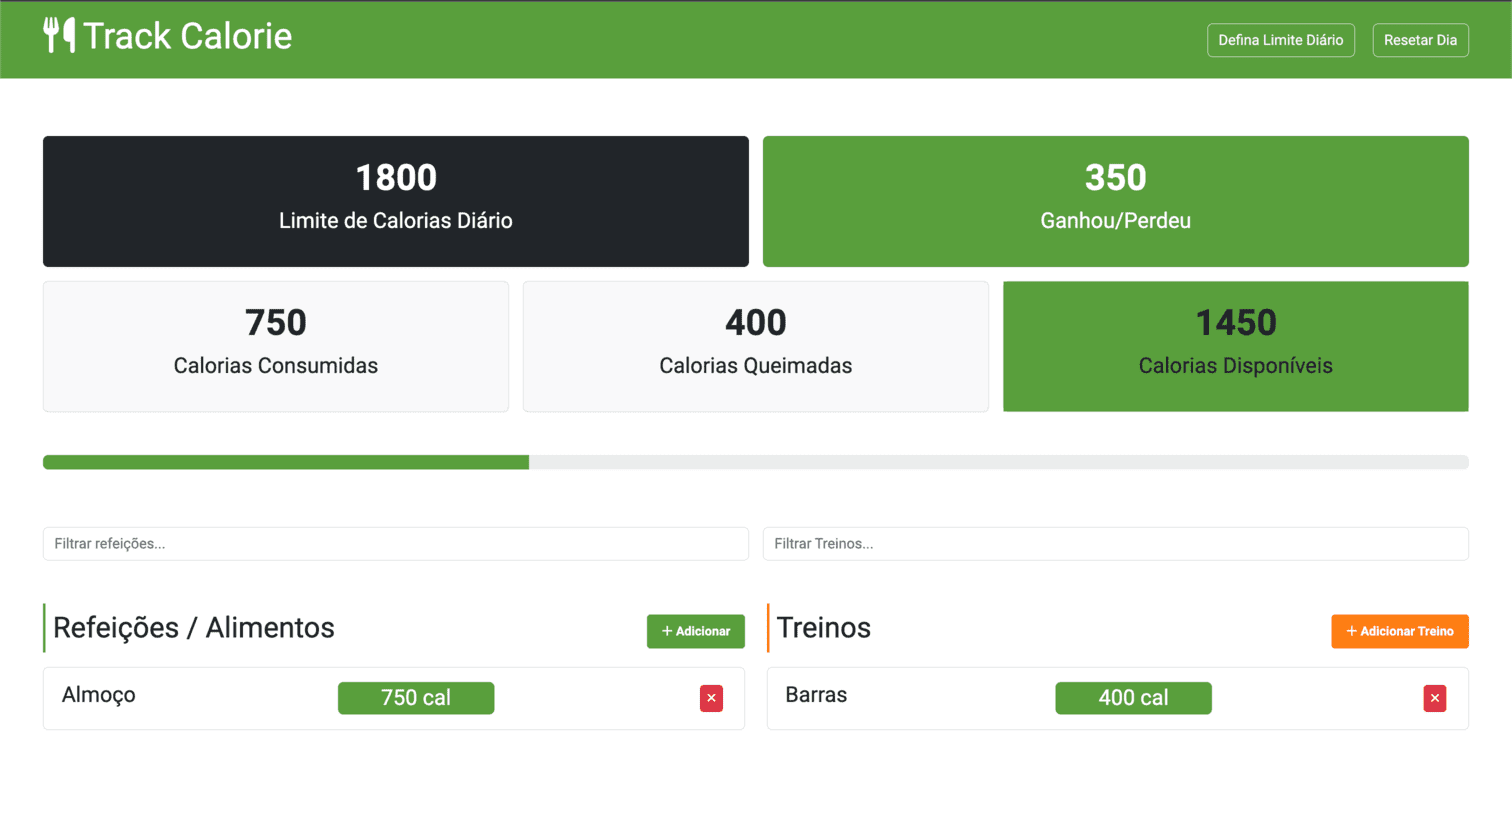 Track Calorie
Defina Limite Diário
Resetar Dia
1800
Limite de Calorias Diário
350
Ganhou/Perdeu
750
Calorias Consumidas
400
Calorias Queimadas
1450
Calorias Disponíveis
Filtrar refeições...
Filtrar Treinos...
Refeições / Alimentos
+ Adicionar
Treinos
+ Adicionar Treino
Almoço
750 cal
Barras
400 cal